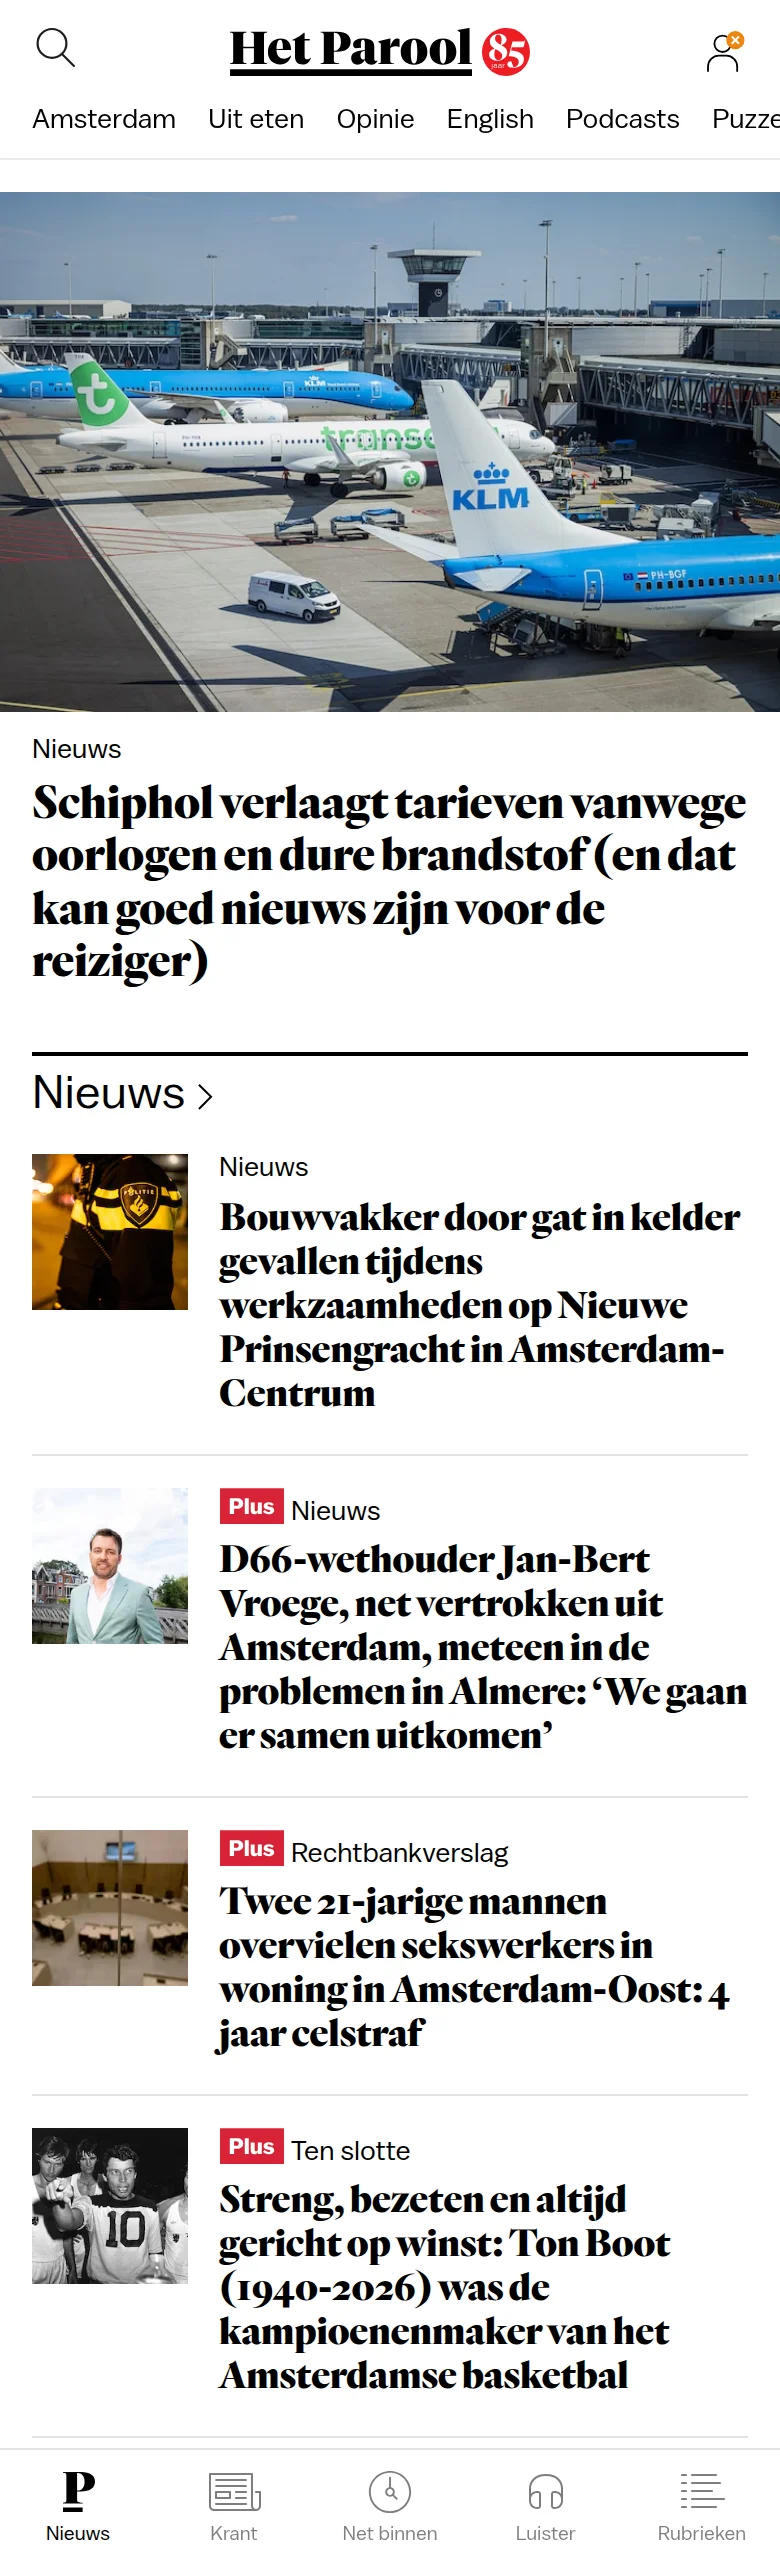 Het Parool 85 jaar
Amsterdam Uit eten Opinie English Podcasts Puzze
transa
KLM
KLM
PH-BGF
Nieuws
Schiphol verlaagt tarieven vanwege
oorlogen en dure brandstof (en dat
kan goed nieuws zijn voor de
reiziger)
Nieuws
POLITIE
Nieuws
Bouwvakker door gat in kelder
gevallen tijdens
werkzaamheden op Nieuwe
Prinsengracht in Amsterdam-
Centrum
Plus Nieuws
D66-wethouder Jan-Bert
Vroege, net vertrokken uit
Amsterdam, meteen in de
problemen in Almere: ‘We gaan
er samen uitkomen’
Plus Rechtbankverslag
Twee 21-jarige mannen
overvielen sekswerkers in
woning in Amsterdam-Oost: 4
jaar celstraf
10
Plus Ten slotte
Streng, bezeten en altijd
gericht op winst: Ton Boot
(1940-2026) was de
kampioenenmaker van het
Amsterdamse basketbal
P
Nieuws Krant Net binnen Luister Rubrieken